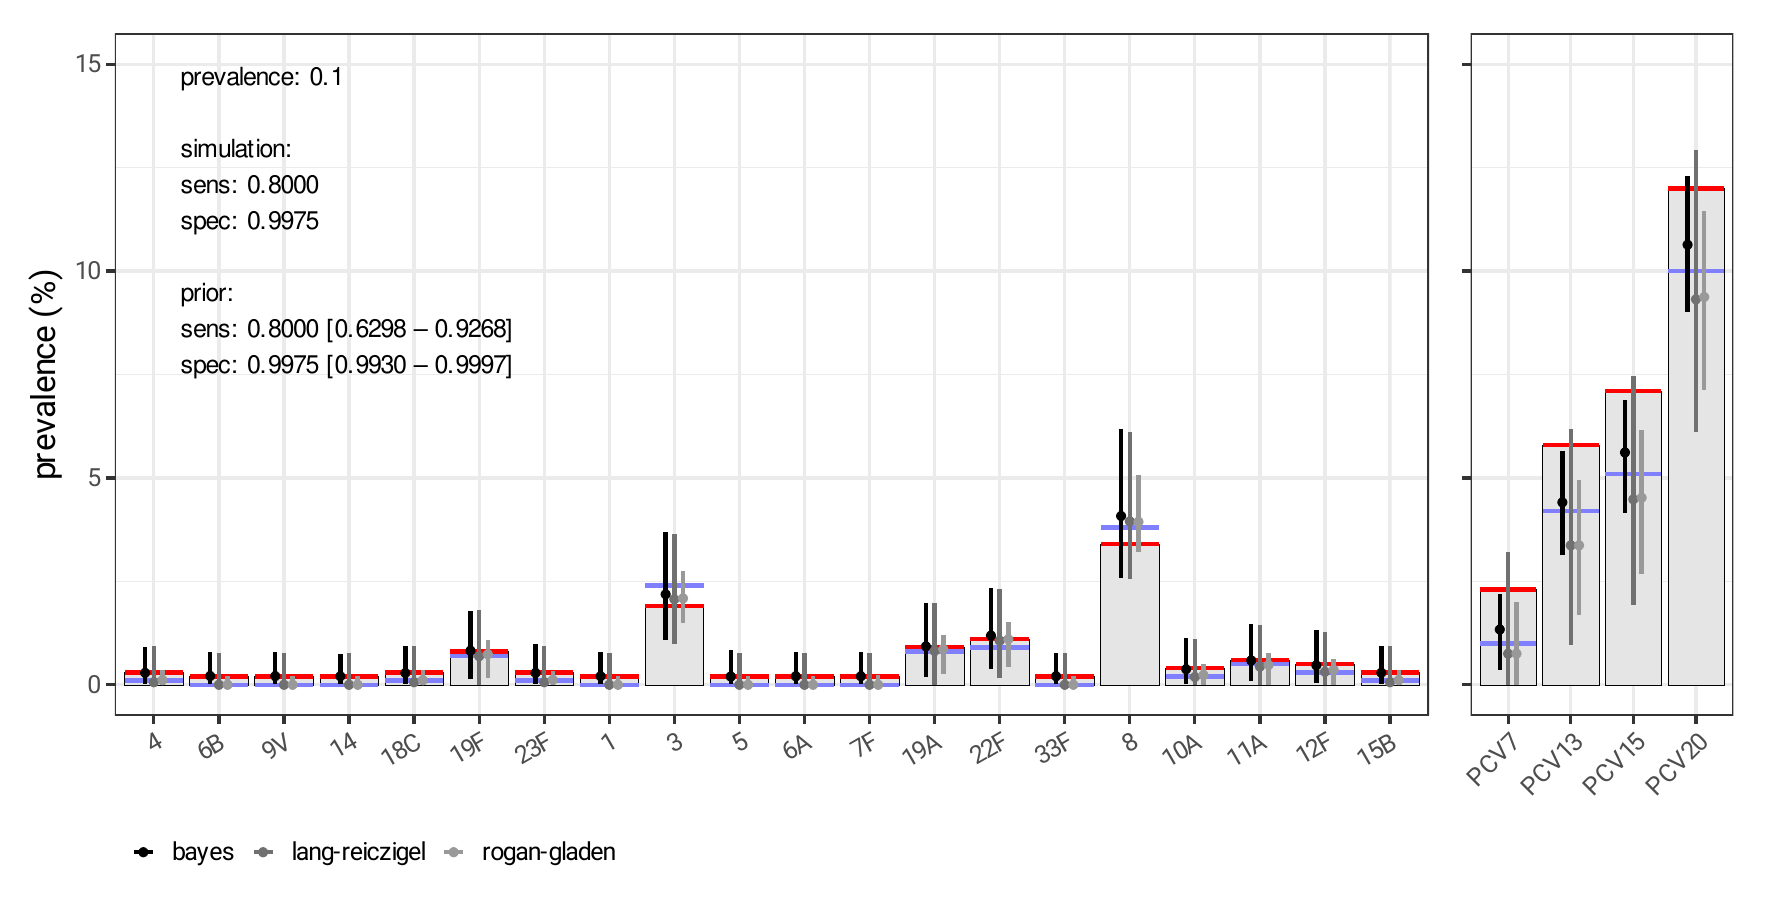 prevalence (%)
15
10
5
0
prevalence: 0.1
simulation:
sens: 0.8000
spec: 0.9975
prior:
sens: 0.8000 [0.6298 − 0.9268]
spec: 0.9975 [0.9930 − 0.9997]
4 6B 9V 14 18C 19F 23F 1 3 5 6A 7F 19A 22F 33F 8 10A 11A 12F 15B
PCV7 PCV13 PCV15 PCV20
bayes lang-reiczigel rogan-gladen